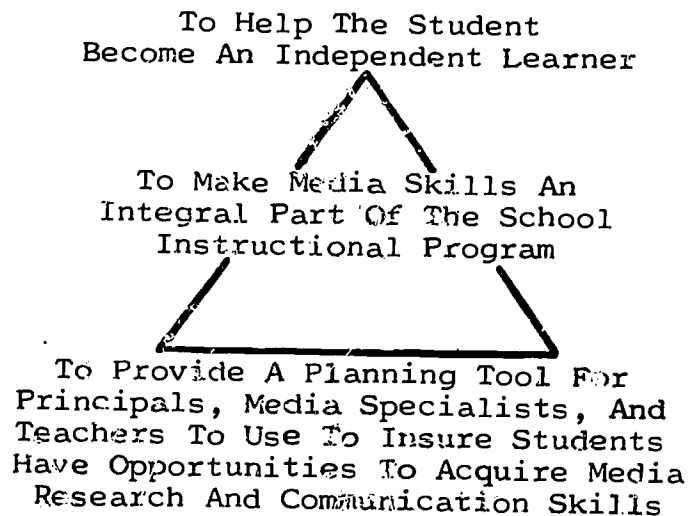 To Help The Student
Become An Independent Learner
To Make Media Skills An
Integral Part Of The School
Instructional Program
To Provide A Planning Tool For
Principals, Media Specialists, And
Teachers To Use To Insure Students
Have Opportunities To Acquire Media
Research And Communication Skills